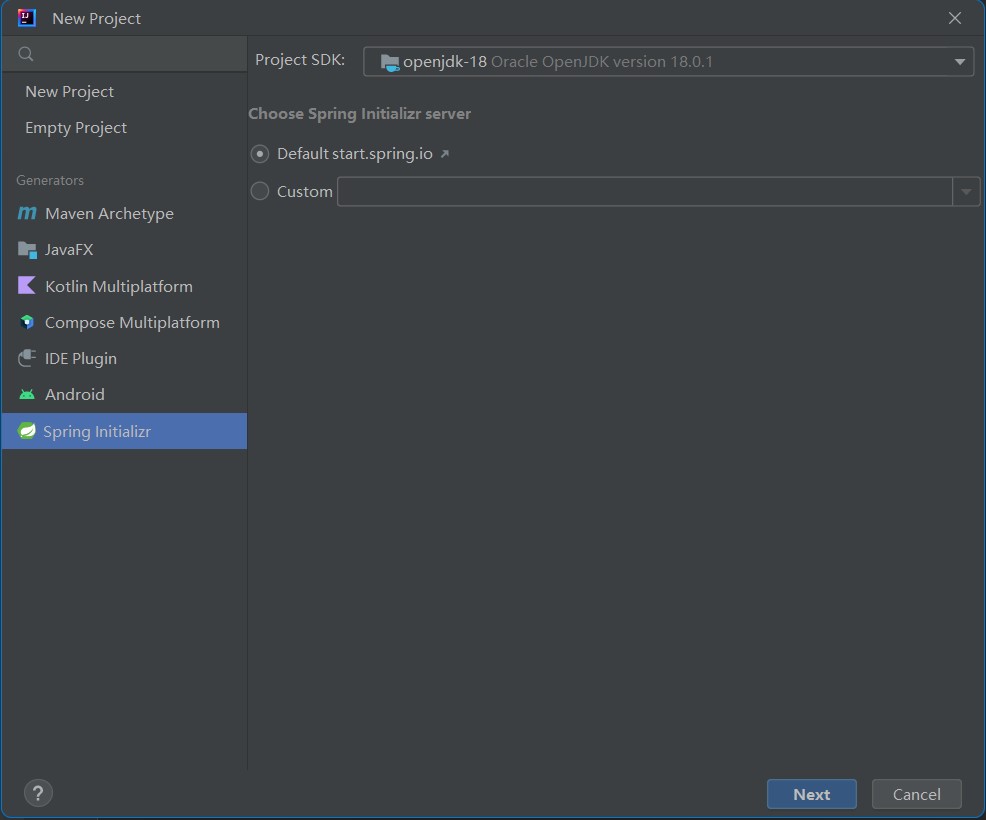 New Project
Project SDK: openjdk-18 Oracle OpenJDK version 18.0.1
New Project
Empty Project
Generators
Maven Archetype
JavaFX
Kotlin Multiplatform
Compose Multiplatform
IDE Plugin
Android
Spring Initializr
Choose Spring Initializr server
Default start.spring.io
Custom
?
Next
Cancel